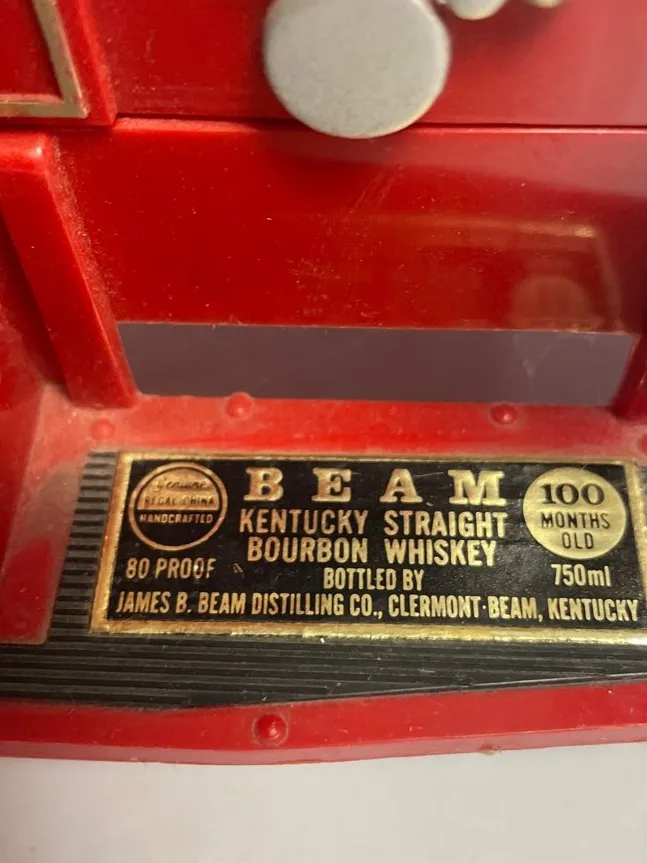 Genuine
REGAL CHINA
HANDCRAFTED
BEAM
KENTUCKY STRAIGHT
BOURBON WHISKEY
100
MONTHS
OLD
80 PROOF
BOTTLED BY
750ml
JAMES B. BEAM DISTILLING CO., CLERMONT·BEAM, KENTUCKY